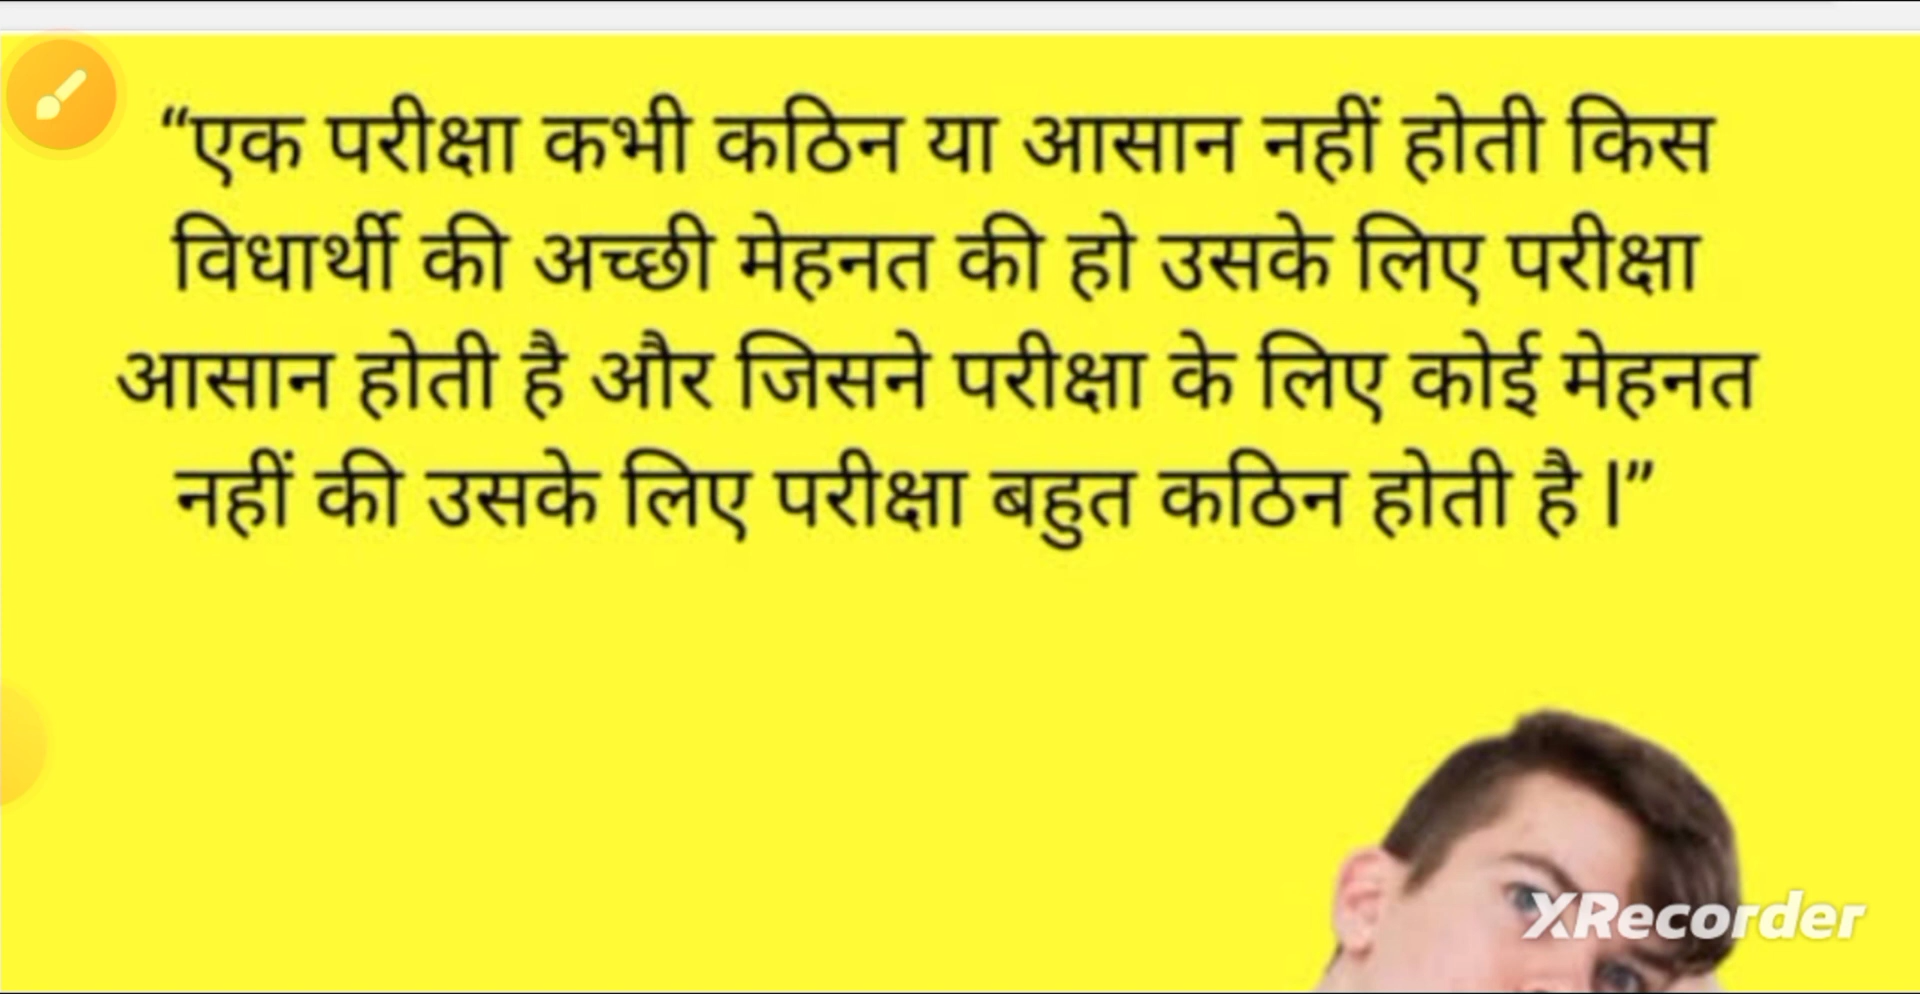 “एक परीक्षा कभी कठिन या आसान नहीं होती किस
विधार्थी की अच्छी मेहनत की हो उसके लिए परीक्षा
आसान होती है और जिसने परीक्षा के लिए कोई मेहनत
नहीं की उसके लिए परीक्षा बहुत कठिन होती है।”
XRecorder